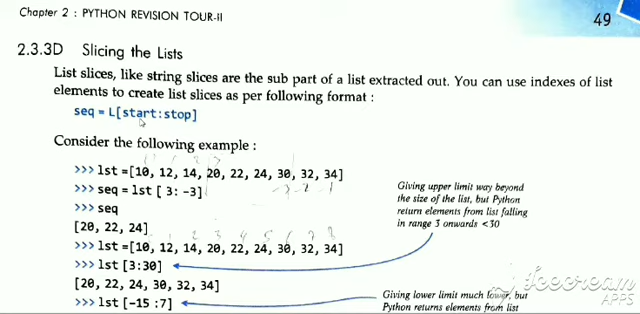 Chapter 2 : PYTHON REVISION TOUR-II
49
2.3.3D Slicing the Lists
List slices, like string slices are the sub part of a list extracted out. You can use indexes of list
elements to create list slices as per following format :
seq = L[start:stop]
Consider the following example :
>>> lst =[10, 12, 14, 20, 22, 24, 30, 32, 34]
>>> seq = lst [ 3: -3]
>>> seq
[20, 22, 24]
>>> lst =[10, 12, 14, 20, 22, 24, 30, 32, 34]
>>> lst [3:30]
[20, 22, 24, 30, 32, 34]
>>> lst [-15 :7]
Giving upper limit way beyond
the size of the list, but Python
return elements from list falling
in range 3 onwards <30
Giving lower limit much lower, but
Python returns elements from list
Icecream
APPS